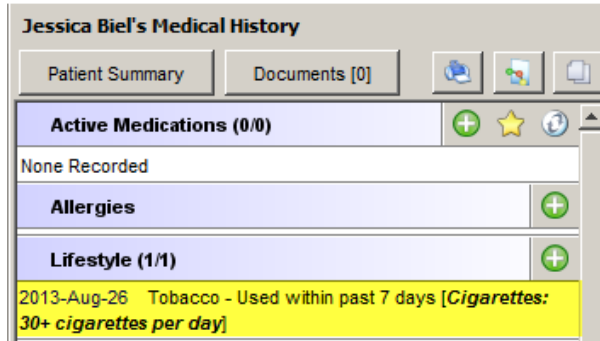 Jessica Biel's Medical History
Patient Summary Documents [0]
Active Medications (0/0)
None Recorded
Allergies
Lifestyle (1/1)
2013-Aug-26 Tobacco - Used within past 7 days [Cigarettes:
30+ cigarettes per day]